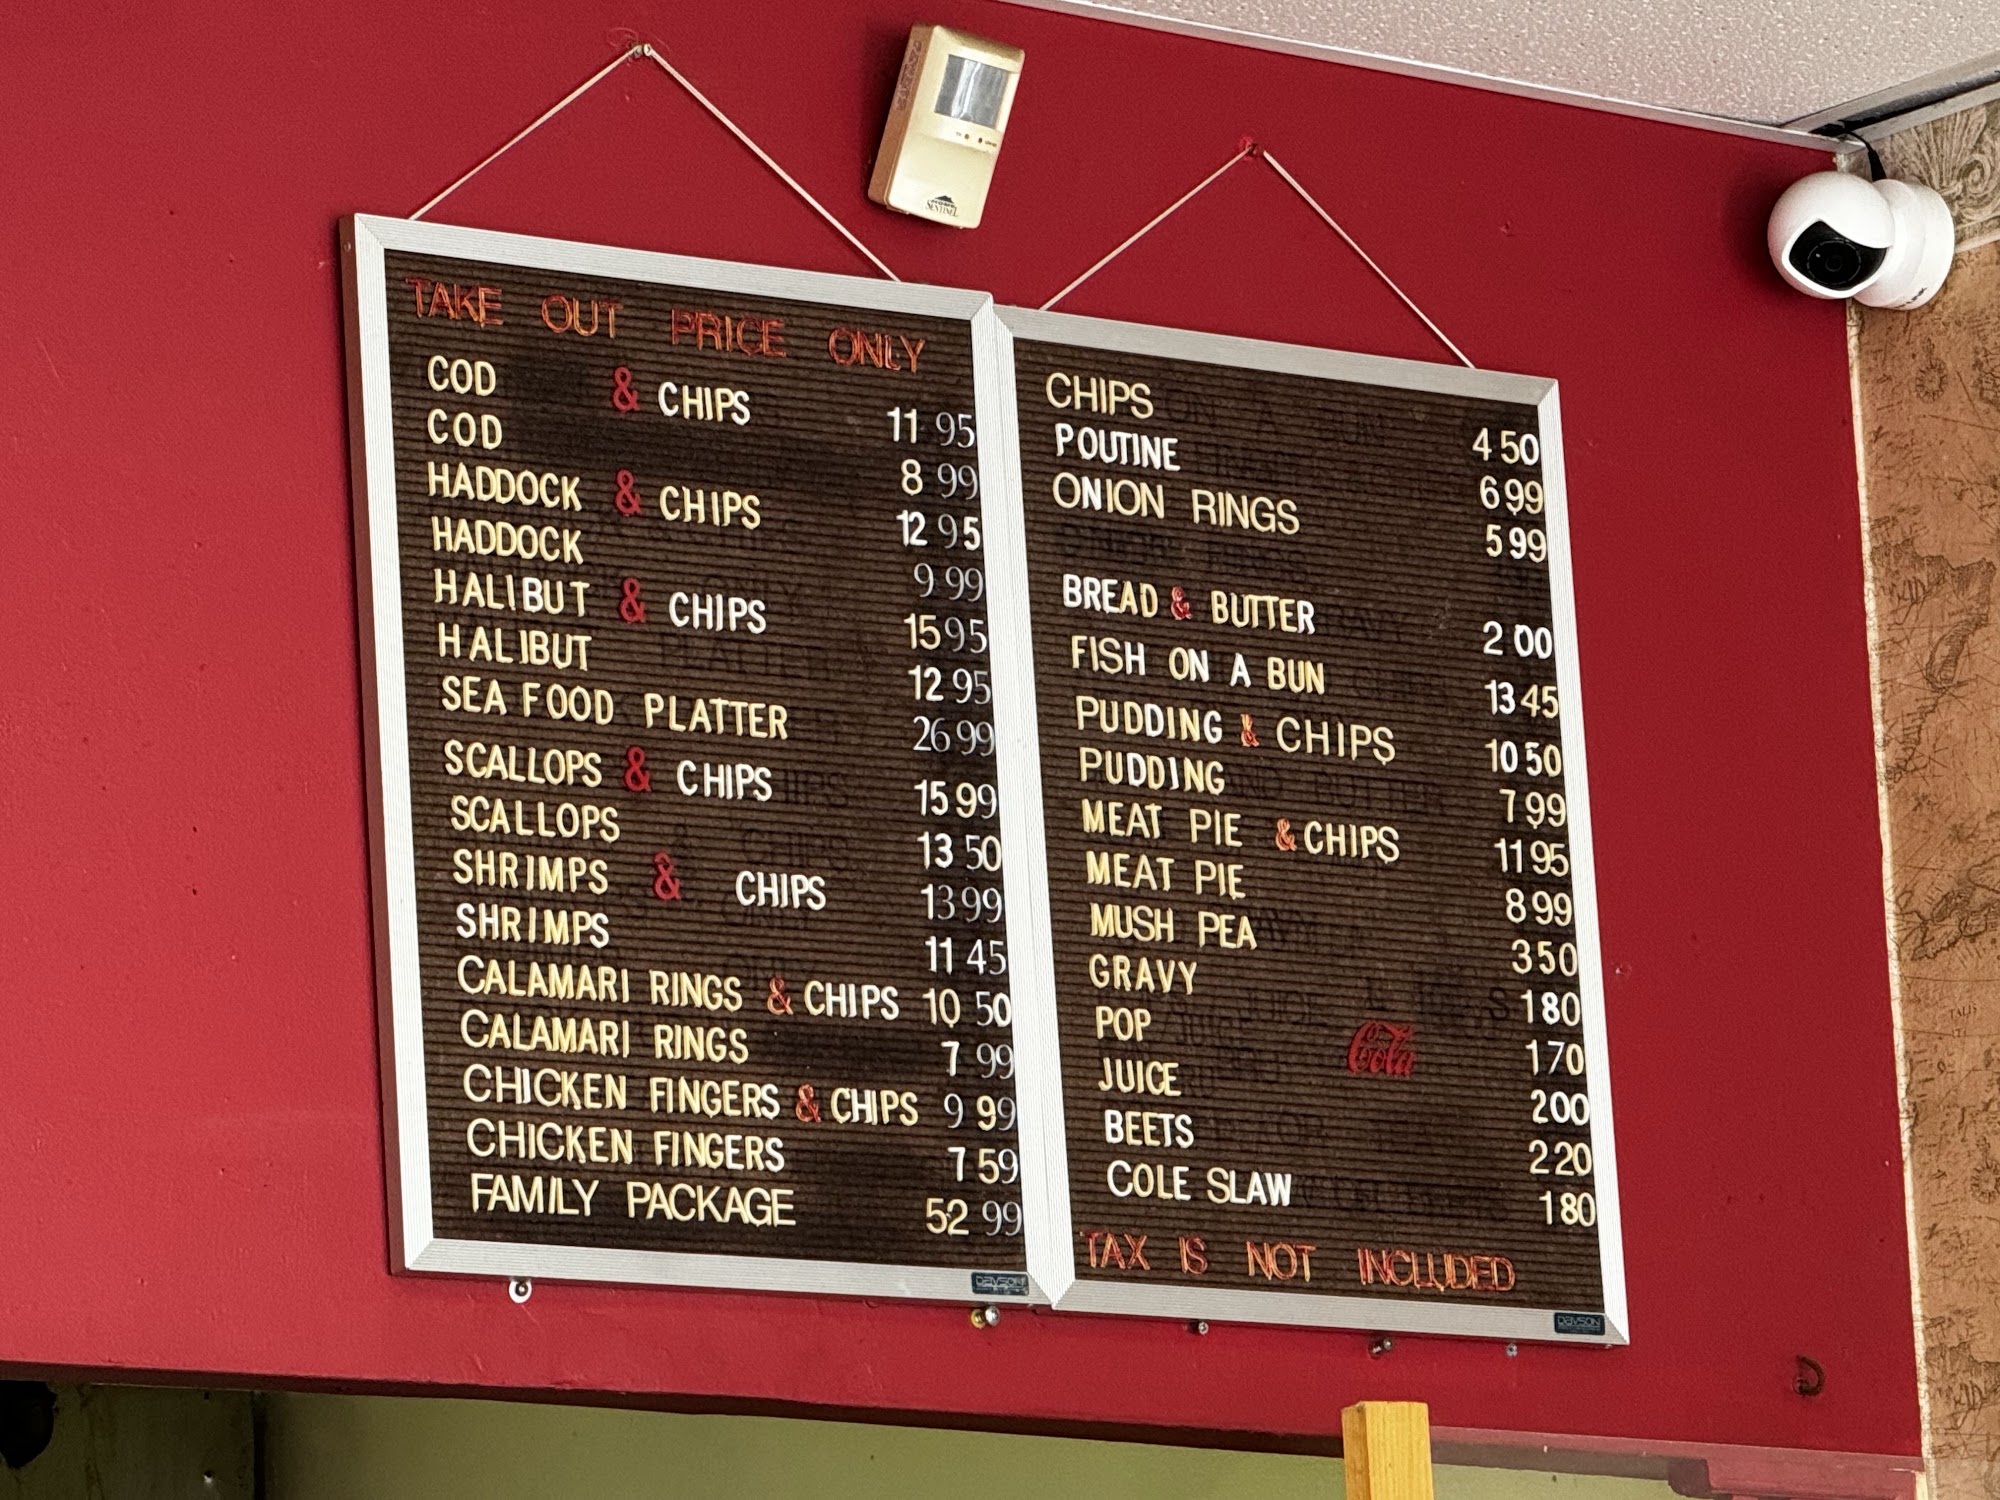 TAKE OUT PRICE ONLY
COD & CHIPS 11 95
COD 8 99
HADDOCK & CHIPS 12 95
HADDOCK 9 99
HALIBUT & CHIPS 15 95
HALIBUT 12 95
SEA FOOD PLATTER 26 99
SCALLOPS & CHIPS 15 99
SCALLOPS 13 50
SHRIMPS & CHIPS 13 99
SHRIMPS 11 45
CALAMARI RINGS & CHIPS 10 50
CALAMARI RINGS 7 99
CHICKEN FINGERS & CHIPS 9 99
CHICKEN FINGERS 7 59
FAMILY PACKAGE 52 99
DAYSON
CHIPS 4 50
POUTINE 6 99
ONION RINGS 5 99
BREAD & BUTTER 2 00
FISH ON A BUN 13 45
PUDDING & CHIPS 10 50
PUDDING 7 99
MEAT PIE & CHIPS 11 95
MEAT PIE 8 99
MUSH PEA 3 50
GRAVY 1 80
POP Coca Cola 1 70
JUICE 2 00
BEETS 2 20
COLE SLAW 1 80
TAX IS NOT INCLUDED
DAYSON
SENTINEL